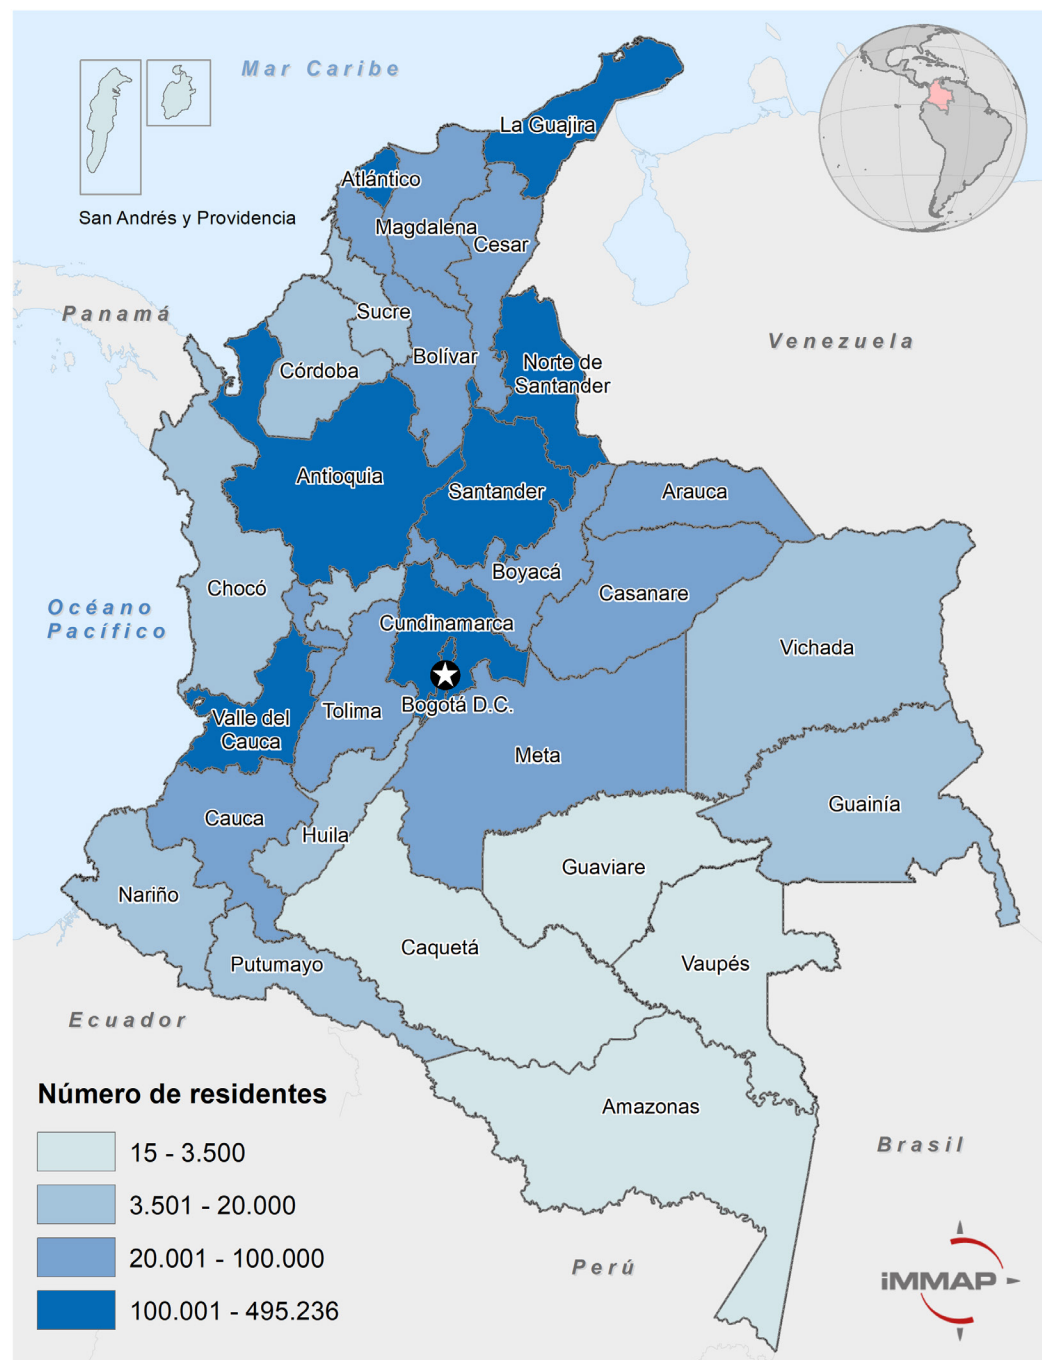 Mar Caribe
La Guajira
Atlántico
San Andrés y Providencia
Magdalena
Cesar
Panamá
Sucre
Venezuela
Bolívar
Norte de
Santander
Córdoba
Antioquia
Santander
Arauca
Chocó
Boyacá
Casanare
Océano
Pacífico
Cundinamarca
Vichada
Bogotá D.C.
Tolima
Valle del
Cauca
Meta
Guainía
Cauca
Huila
Guaviare
Nariño
Caquetá
Vaupés
Putumayo
Ecuador
Número de residentes
15 - 3.500
3.501 - 20.000
20.001 - 100.000
100.001 - 495.236
Amazonas
Brasil
Perú
iMMAP